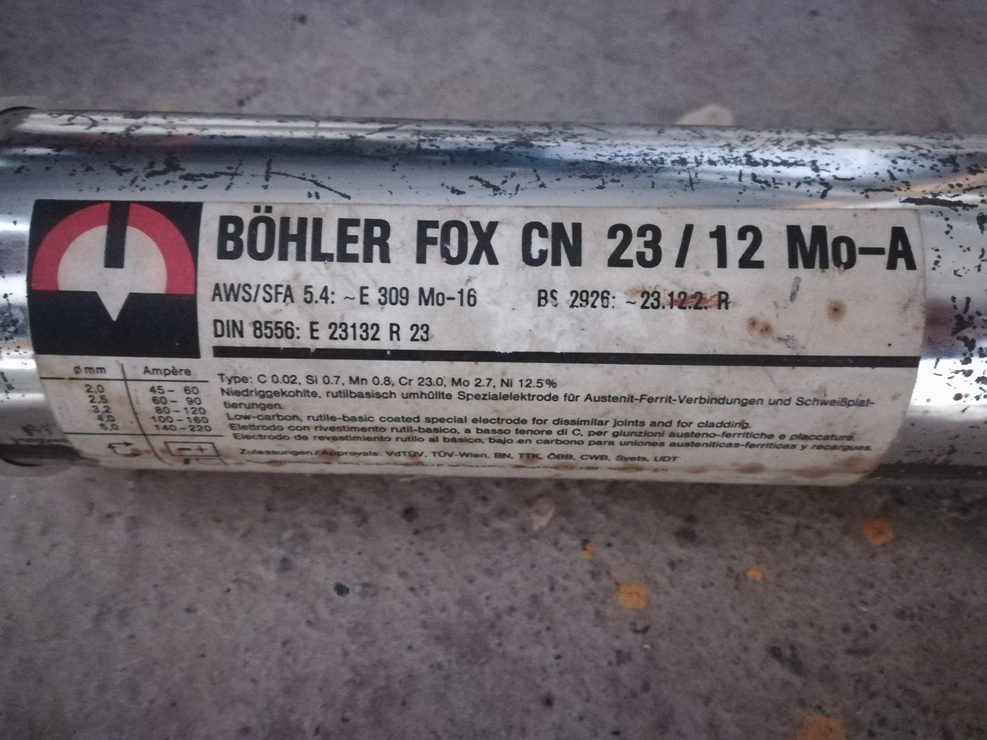 BÖHLER FOX CN 23/12 Mo–A
AWS/SFA 5.4: ~E 309 Mo–16 BS 2926: ~23.12.2. R
DIN 8556: E 23132 R 23
ø mm Ampère
2,0 45– 60
2,5 60– 90
3,2 80–120
4,0 100–160
5,0 140–220
Type: C 0.02, Si 0.7, Mn 0.8, Cr 23.0, Mo 2.7, Ni 12.5%
Niedriggekohlte, rutilbasisch umhüllte Spezialelektrode für Austenit-Ferrit-Verbindungen und Schweißplat-
tierungen.
Low-carbon, rutile-basic coated special electrode for dissimilar joints and for cladding.
Elettrodo con rivestimento rutil-basico, a basso tenore di C, per giunzioni austeno-ferritiche e placcature.
Electrodo de revestimiento rutilo al básico, bajo en carbono para uniones austeníticas-ferríticas y recargues.
Zulassungen/Approvals: VdTÜV, TÜV-Wien, BN, TTK, ÖBB, CWB, Svets, UDT